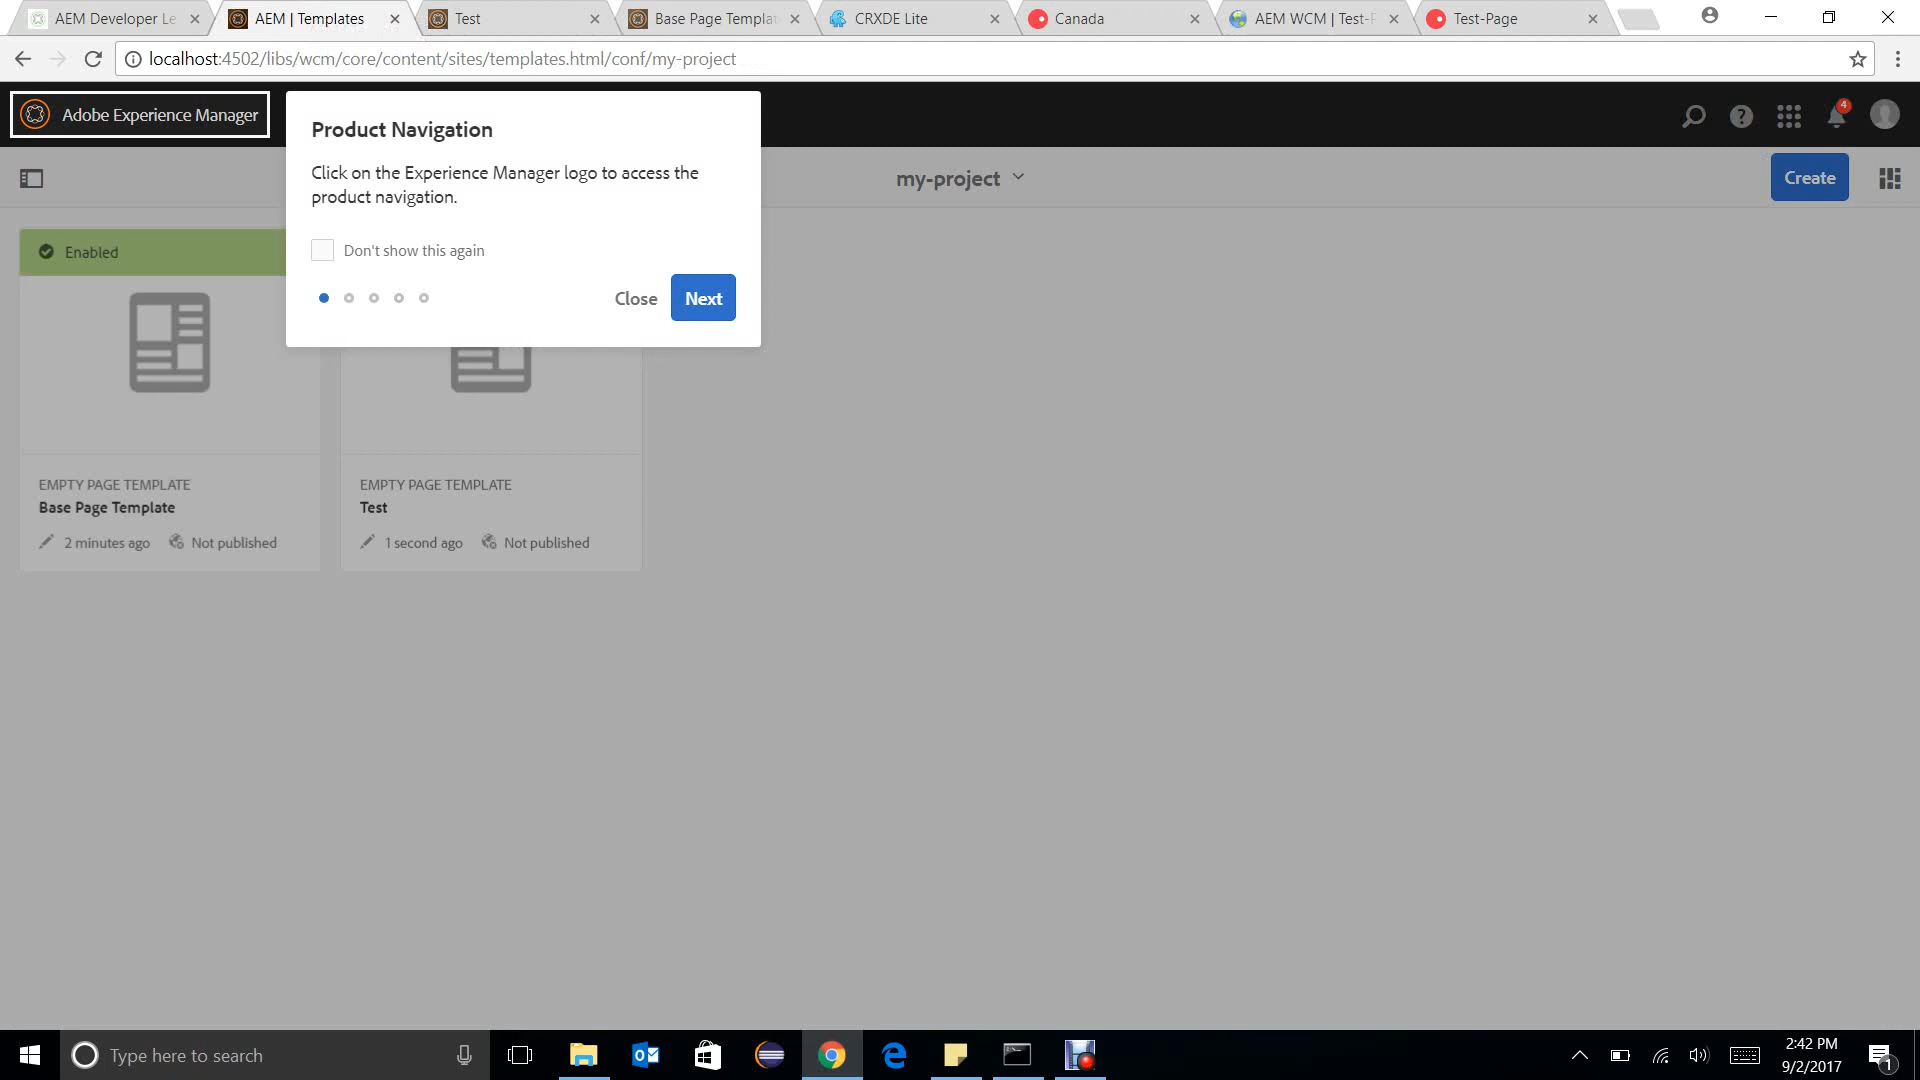 AEM Developer Le
AEM | Templates
Test
Base Page Templat
CRXDE Lite
Canada
AEM WCM | Test-P
Test-Page
localhost:4502/libs/wcm/core/content/sites/templates.html/conf/my-project
Adobe Experience Manager
4
Product Navigation
Click on the Experience Manager logo to access the
product navigation.
Don't show this again
Close
Next
my-project
Create
Enabled
EMPTY PAGE TEMPLATE
Base Page Template
2 minutes ago
Not published
EMPTY PAGE TEMPLATE
Test
1 second ago
Not published
Type here to search
2:42 PM
9/2/2017
1